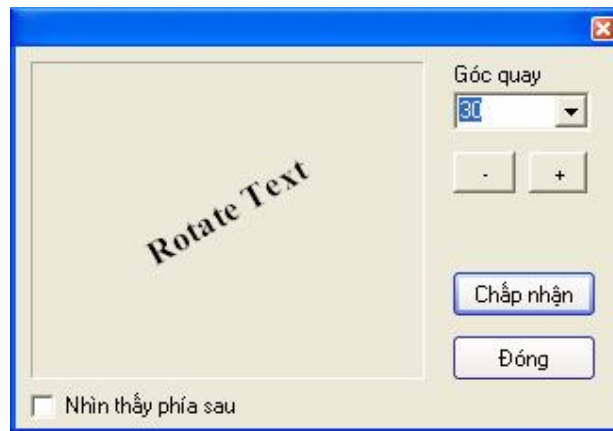 Góc quay
30
- +
Rotate Text
Chấp nhận
Đóng
Nhìn thấy phía sau